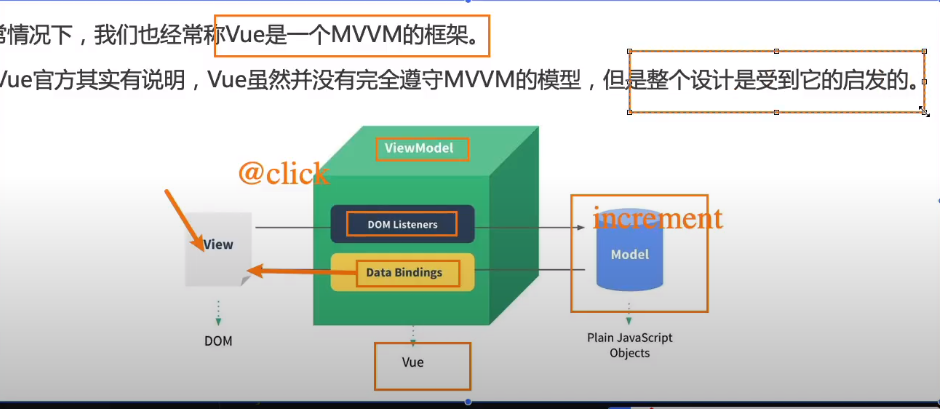 常情况下，我们也经常称Vue是一个MVVM的框架。
Vue官方其实有说明，Vue虽然并没有完全遵守MVVM的模型，但是整个设计是受到它的启发的。
ViewModel
@click
increment
DOM Listeners
View
Model
Data Bindings
DOM
Plain JavaScript
Objects
Vue